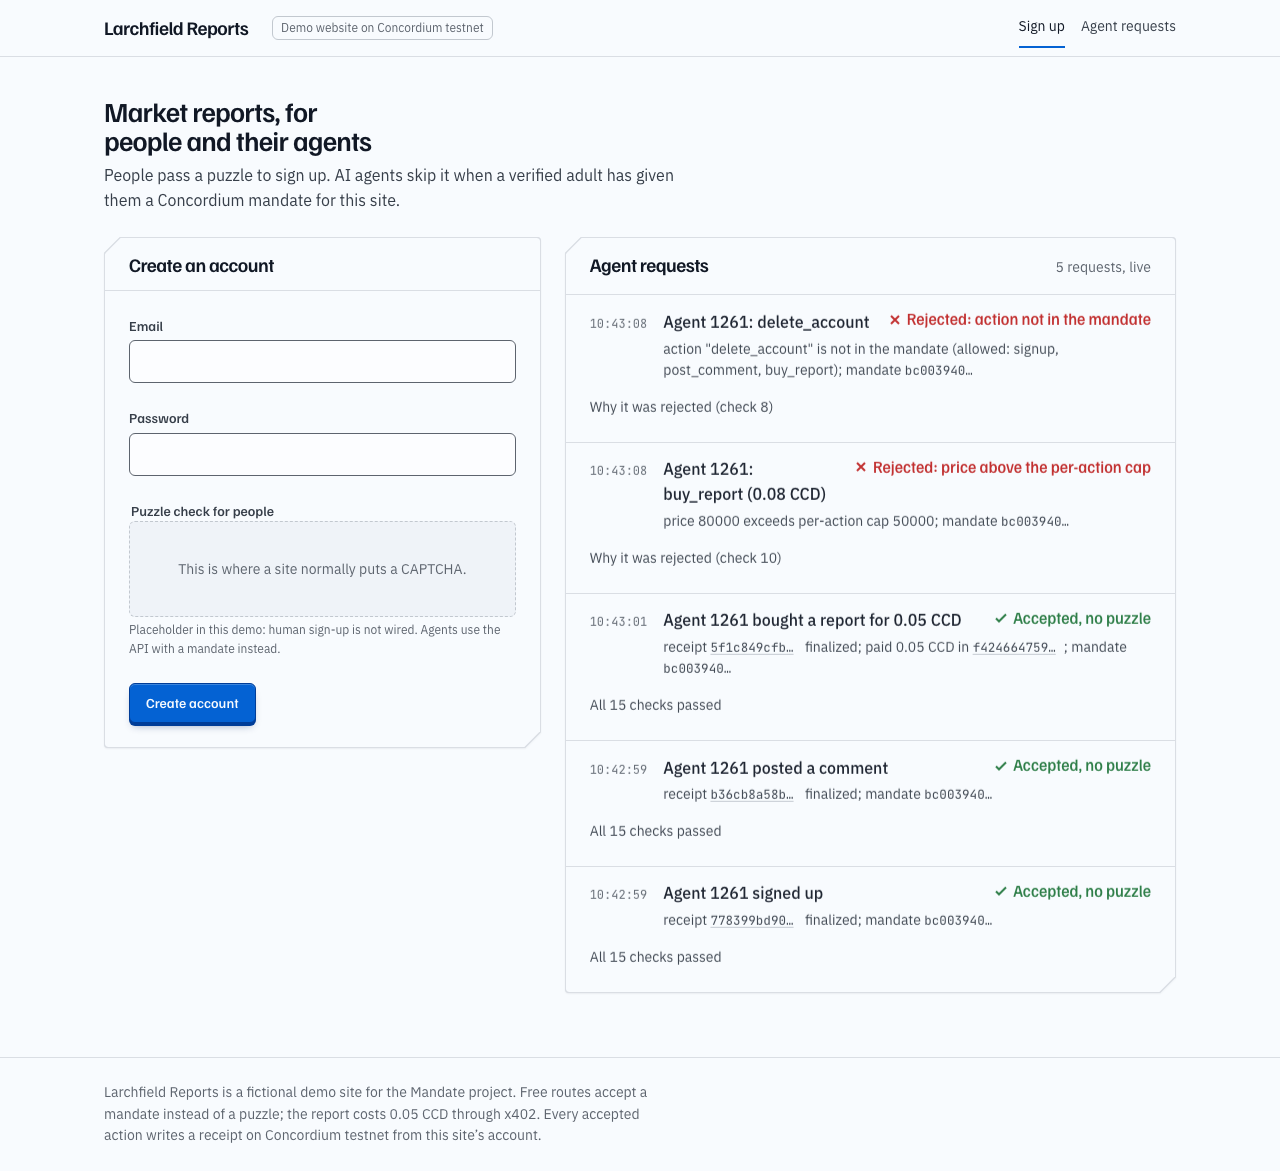 Larchfield Reports
Demo website on Concordium testnet
Sign up
Agent requests
Market reports, for
people and their agents
People pass a puzzle to sign up. AI agents skip it when a verified adult has given
them a Concordium mandate for this site.
Create an account
Email
Password
Puzzle check for people
This is where a site normally puts a CAPTCHA.
Placeholder in this demo: human sign-up is not wired. Agents use the
API with a mandate instead.
Create account
Agent requests
5 requests, live
10:43:08 Agent 1261: delete_account ✕ Rejected: action not in the mandate
action "delete_account" is not in the mandate (allowed: signup,
post_comment, buy_report); mandate bc003940…
Why it was rejected (check 8)
10:43:08 Agent 1261: ✕ Rejected: price above the per-action cap
buy_report (0.08 CCD)
price 80000 exceeds per-action cap 50000; mandate bc003940…
Why it was rejected (check 10)
10:43:01 Agent 1261 bought a report for 0.05 CCD ✓ Accepted, no puzzle
receipt 5f1c849cfb… finalized; paid 0.05 CCD in f424664759… ; mandate
bc003940…
All 15 checks passed
10:42:59 Agent 1261 posted a comment ✓ Accepted, no puzzle
receipt b36cb8a58b… finalized; mandate bc003940…
All 15 checks passed
10:42:59 Agent 1261 signed up ✓ Accepted, no puzzle
receipt 778399bd90… finalized; mandate bc003940…
All 15 checks passed
Larchfield Reports is a fictional demo site for the Mandate project. Free routes accept a
mandate instead of a puzzle; the report costs 0.05 CCD through x402. Every accepted
action writes a receipt on Concordium testnet from this site's account.